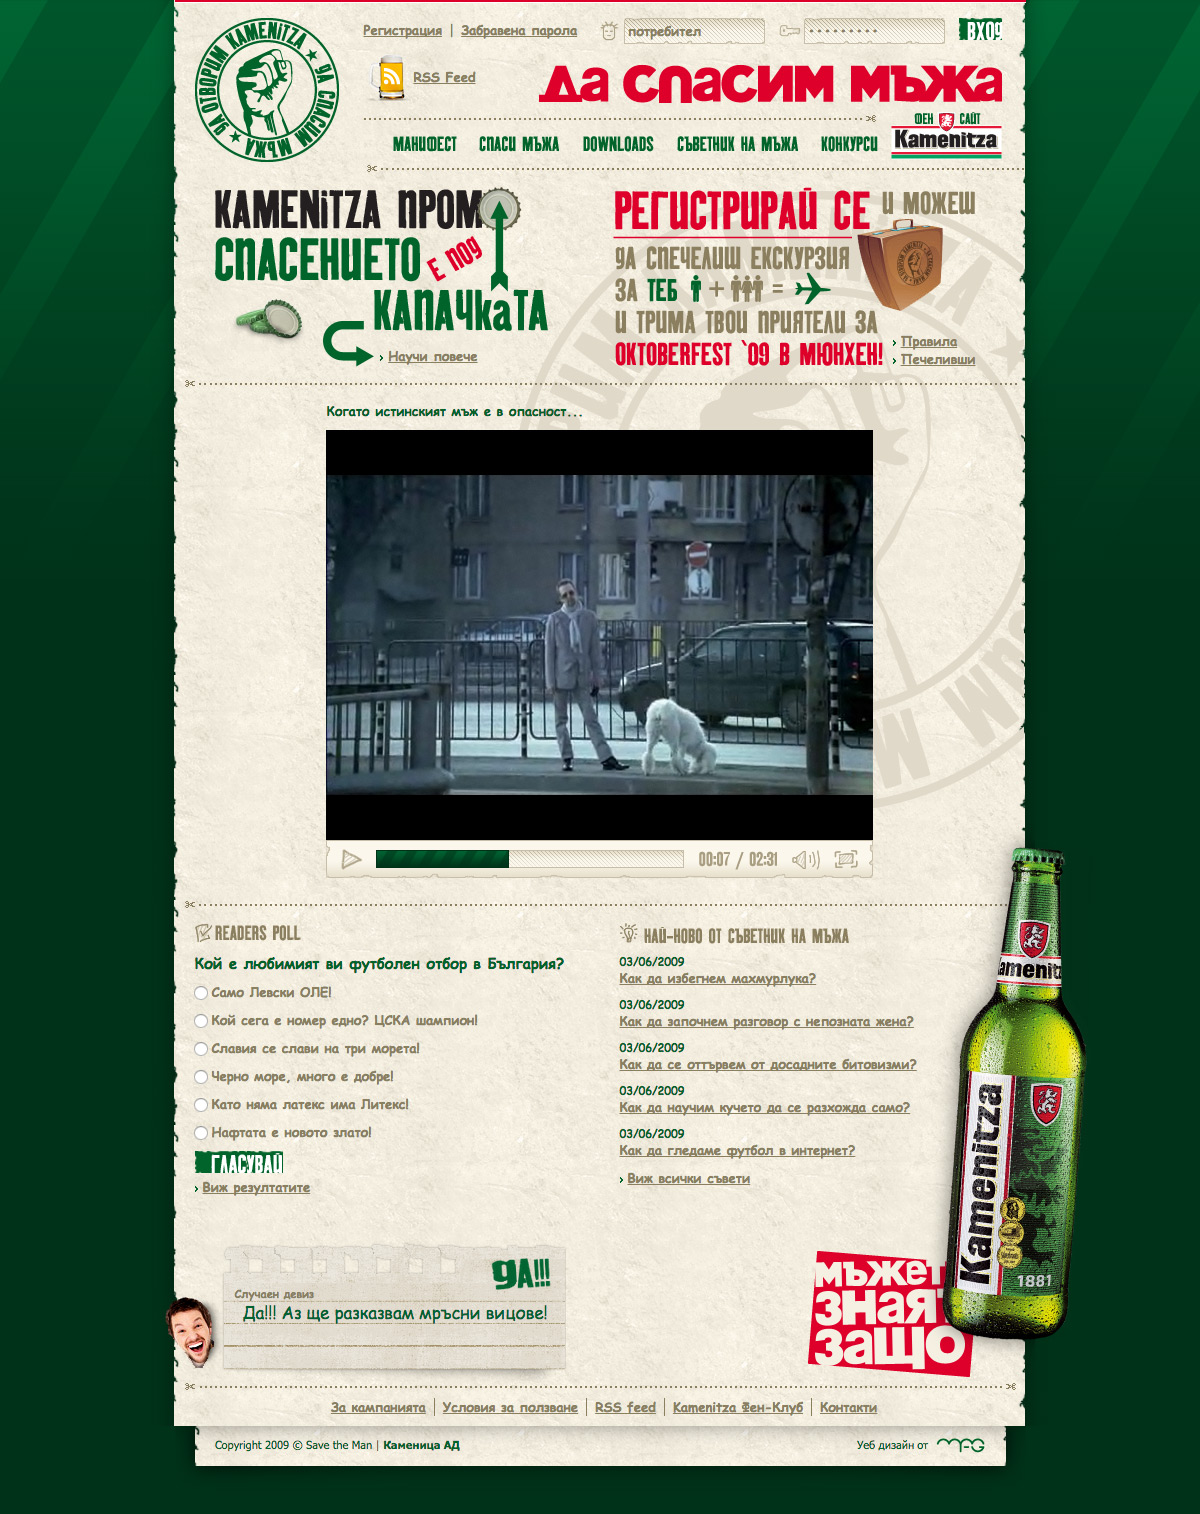 ДА ОТВОРИМ KAMENITZA ★ ДА СПАСИМ МЪЖА ★
Регистрация | Забравена парола
потребител
ВХОД
RSS Feed
Да спасим мъжа
МАНИФЕСТ СПАСИ МЪЖА DOWNLOADS СЪВЕТНИК НА МЪЖА КОНКУРСИ
ФЕН САЙТ
Kamenitza
KAMENiTZA ПРОМО
СПАСЕНИЕТО Е ПОД
КАПАЧКаТА
Научи повече
РЕГИСТРИРАЙ СЕ И МОЖЕШ
ДА СПЕЧЕЛИШ ЕКСКУРЗИЯ
ЗА ТЕБ + =
И ТРИМА ТВОИ ПРИЯТЕЛИ ЗА
OKTOBERFEST `09 В МЮНХЕН!
Правила
Печеливши
Когато истинският мъж е в опасност...
00:07 / 02:31
READERS POLL
Кой е любимият ви футболен отбор в България?
Само Левски ОЛЕ!
Кой сега е номер едно? ЦСКА шампион!
Славия се слави на три морета!
Черно море, много е добре!
Като няма латекс има Литекс!
Нафтата е новото злато!
ГЛАСУВАЙ
Виж резултатите
НАЙ-НОВО ОТ СЪВЕТНИК НА МЪЖА
03/06/2009
Как да избегнем махмурлука?
03/06/2009
Как да започнем разговор с непозната жена?
03/06/2009
Как да се оттървем от досадните битовизми?
03/06/2009
Как да научим кучето да се разхожда само?
03/06/2009
Как да гледаме футбол в интернет?
Виж всички съвети
Kamenitza
Kamenitza
1881
ДА!!!
Случаен девиз
Да!!! Аз ще разказвам мръсни вицове!
мъжете
знаят
защо
За кампанията | Условия за ползване | RSS feed | Kamenitza Фен-Клуб | Контакти
Copyright 2009 © Save the Man | Каменица АД
Уеб дизайн от MFG